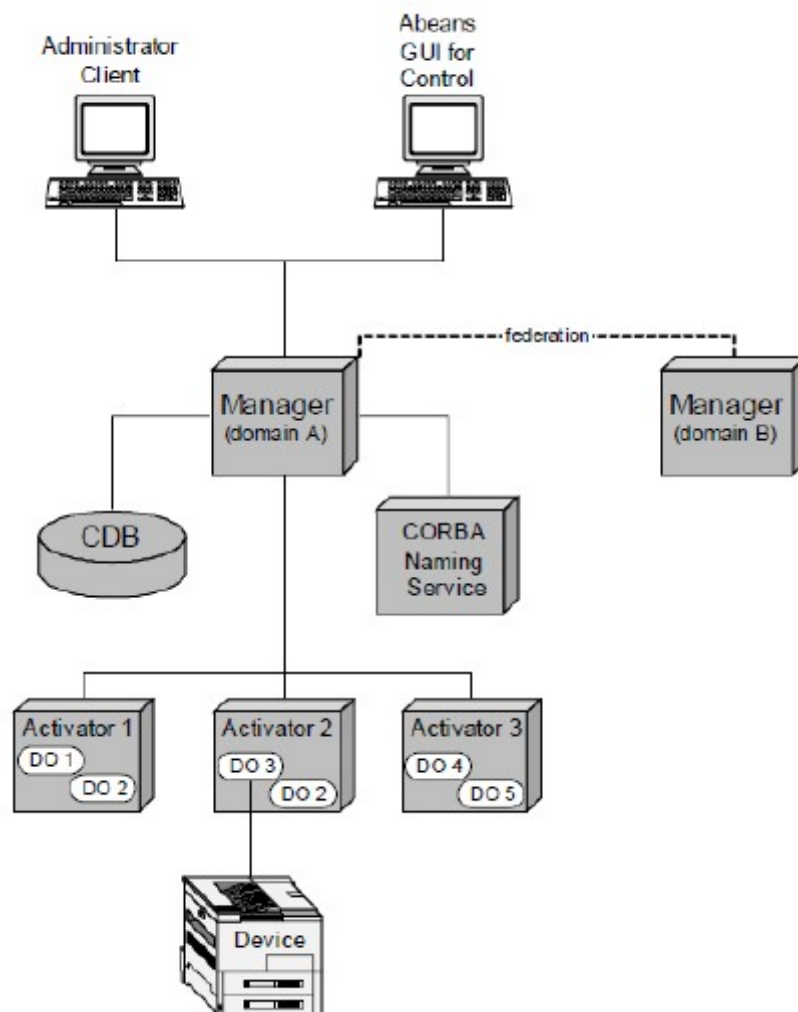 Administrator
Client
Abeans
GUI for
Control
federation
Manager
(domain A)
Manager
(domain B)
CDB
CORBA
Naming
Service
Activator 1
DO 1
DO 2
Activator 2
DO 3
DO 2
Activator 3
DO 4
DO 5
Device